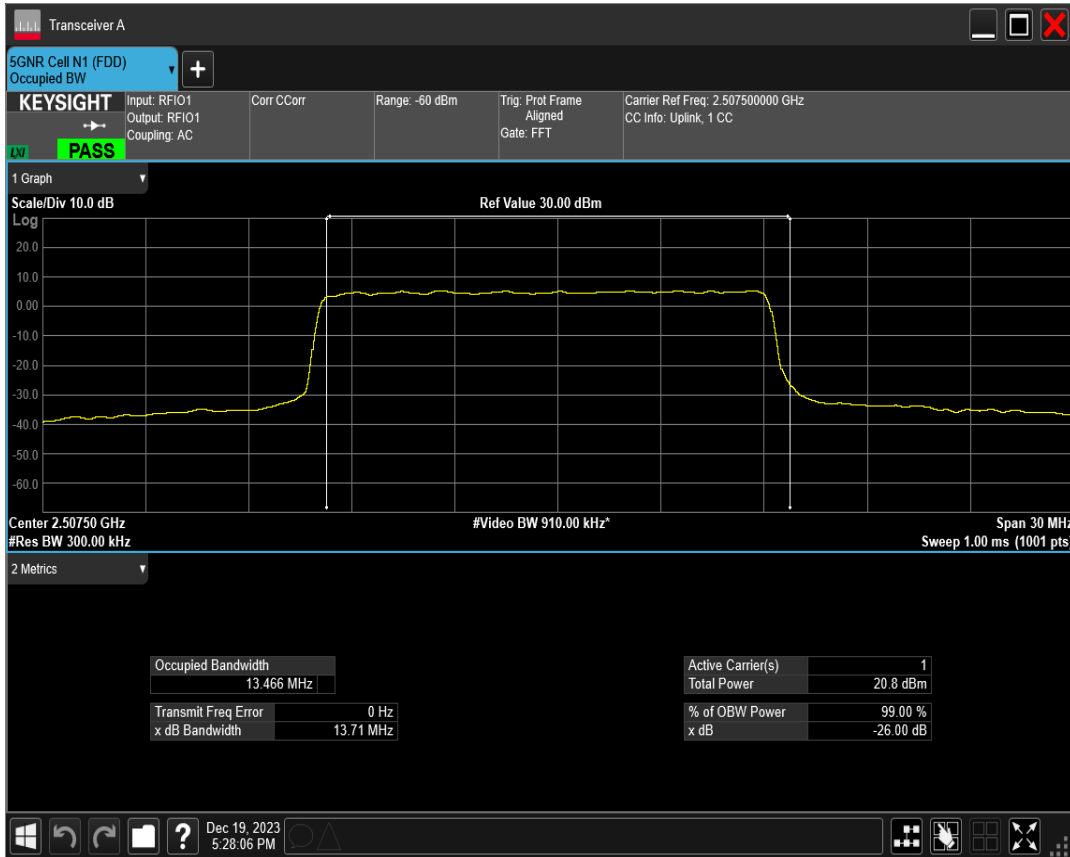 Transceiver A
5GNR Cell N1 (FDD)
Occupied BW
+
KEYSIGHT
LXI
PASS
Input: RFIO1
Output: RFIO1
Coupling: AC
Corr CCorr
Range: -60 dBm
Trig: Prot Frame
Aligned
Gate: FFT
Carrier Ref Freq: 2.507500000 GHz
CC Info: Uplink, 1 CC
1 Graph
Scale/Div 10.0 dB
Ref Value 30.00 dBm
Log
20.0
10.0
0.00
-10.0
-20.0
-30.0
-40.0
-50.0
-60.0
Center 2.50750 GHz
#Video BW 910.00 kHz*
Span 30 MHz
#Res BW 300.00 kHz
Sweep 1.00 ms (1001 pts)
2 Metrics
Occupied Bandwidth
13.466 MHz
Transmit Freq Error 0 Hz
x dB Bandwidth 13.71 MHz
Active Carrier(s) 1
Total Power 20.8 dBm
% of OBW Power 99.00 %
x dB -26.00 dB
?
Dec 19, 2023
5:28:06 PM